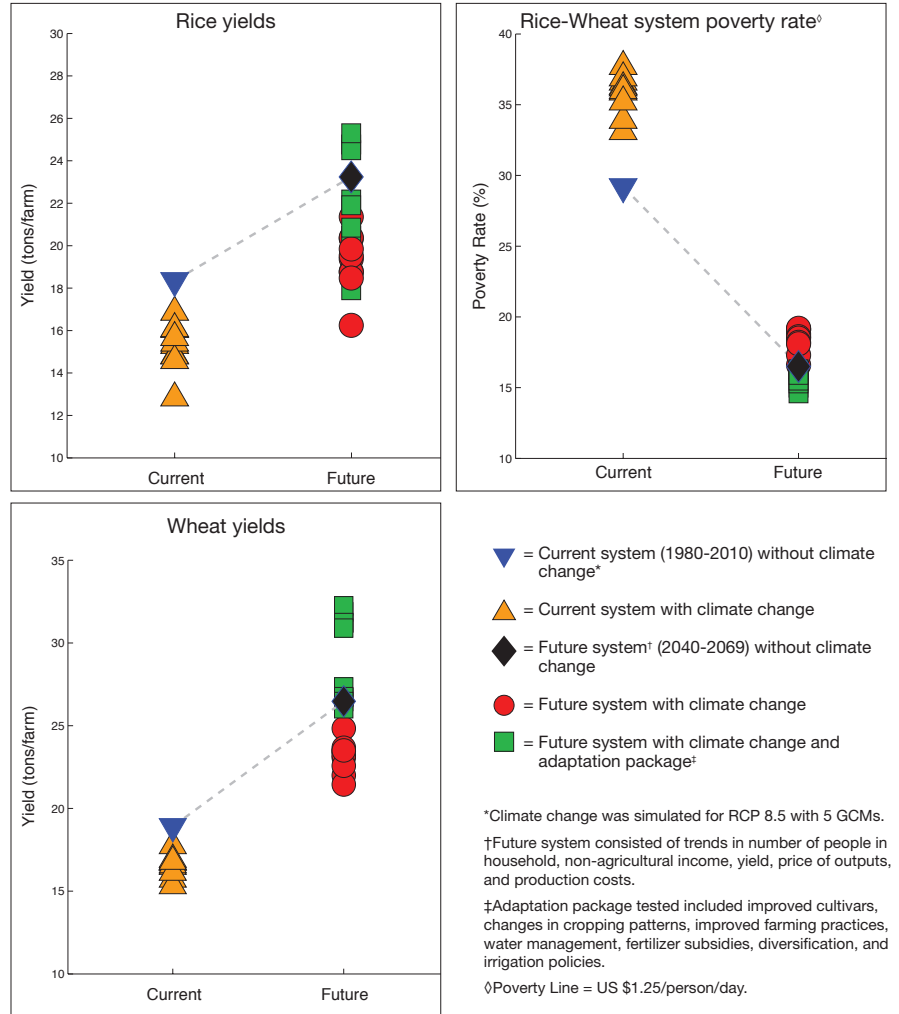 Rice yields
30
28
26
24
22
20
18
16
14
12
10
Yield (tons/farm)
Current Future
Rice-Wheat system poverty rate◊
40
35
30
25
20
15
10
Poverty Rate (%)
Current Future
Wheat yields
35
30
25
20
15
10
Yield (tons/farm)
Current Future
= Current system (1980-2010) without climate
change*
= Current system with climate change
= Future system† (2040-2069) without climate
change
= Future system with climate change
= Future system with climate change and
adaptation package‡
*Climate change was simulated for RCP 8.5 with 5 GCMs.
†Future system consisted of trends in number of people in
household, non-agricultural income, yield, price of outputs,
and production costs.
‡Adaptation package tested included improved cultivars,
changes in cropping patterns, improved farming practices,
water management, fertilizer subsidies, diversification, and
irrigation policies.
◊Poverty Line = US $1.25/person/day.